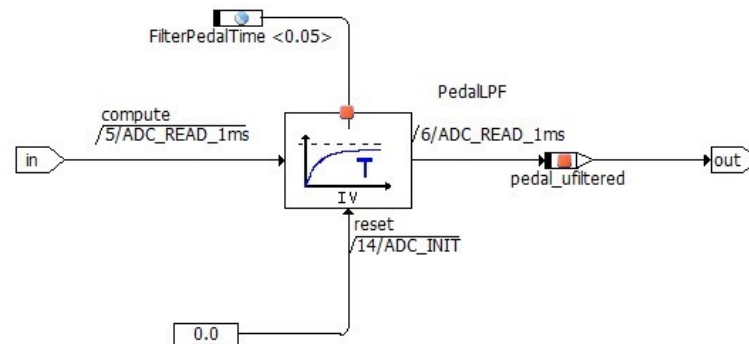 FilterPedalTime <0.05>
PedalLPF
compute
/5/ADC_READ_1ms
/6/ADC_READ_1ms
in
T
IV
out
pedal_ufiltered
reset
/14/ADC_INIT
0.0